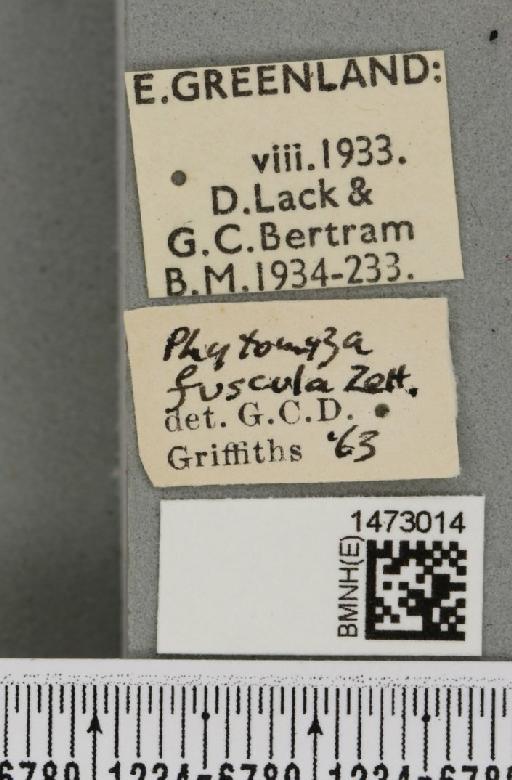 E.GREENLAND:
viii.1933.
D.Lack &
G.C.Bertram
B.M.1934-233.
Phytomyza
fuscula Zett.
det. G.C.D.
Griffiths '63
1473014
BMNH(E)